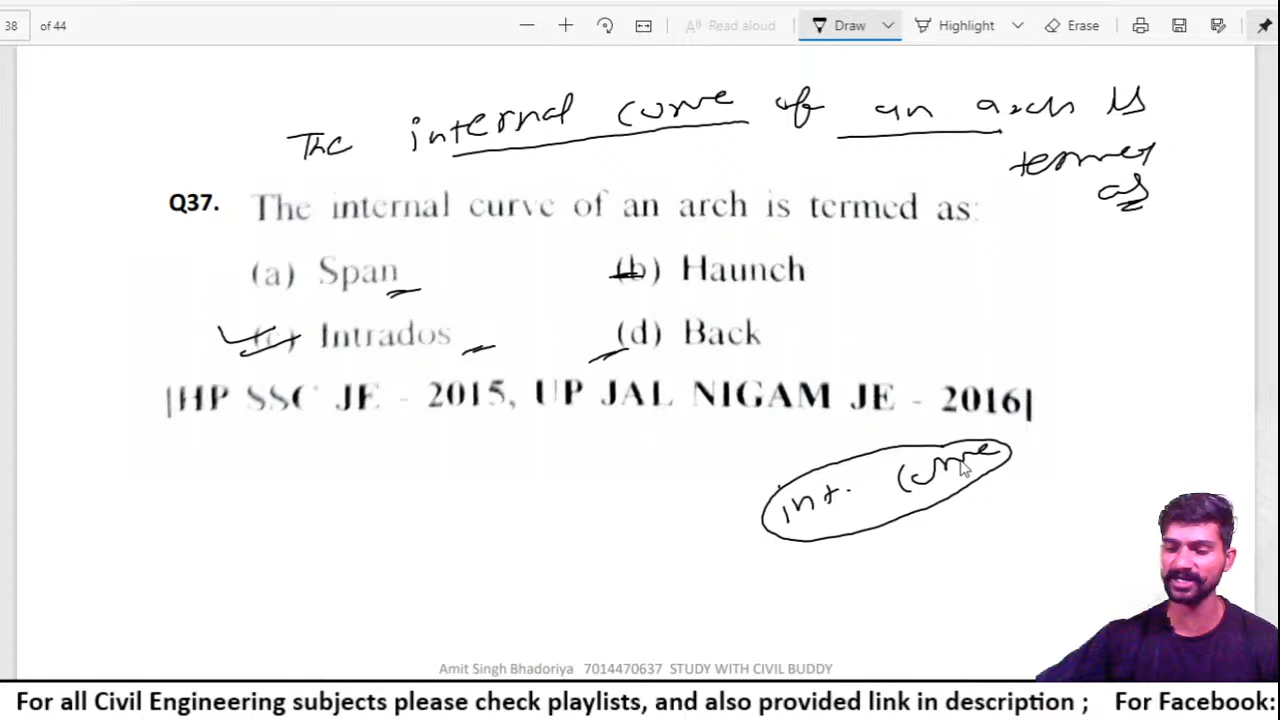 38 of 44 Read aloud Draw Highlight Erase
The internal curve of an arch is
termed
as
Q37. The internal curve of an arch is termed as:
(a) Span (b) Haunch
(c) Intrados (d) Back
[HP SSC JE - 2015, UP JAL NIGAM JE - 2016]
int. curve
Amit Singh Bhadoriya 7014470637 STUDY WITH CIVIL BUDDY
For all Civil Engineering subjects please check playlists, and also provided link in description ; For Facebook: